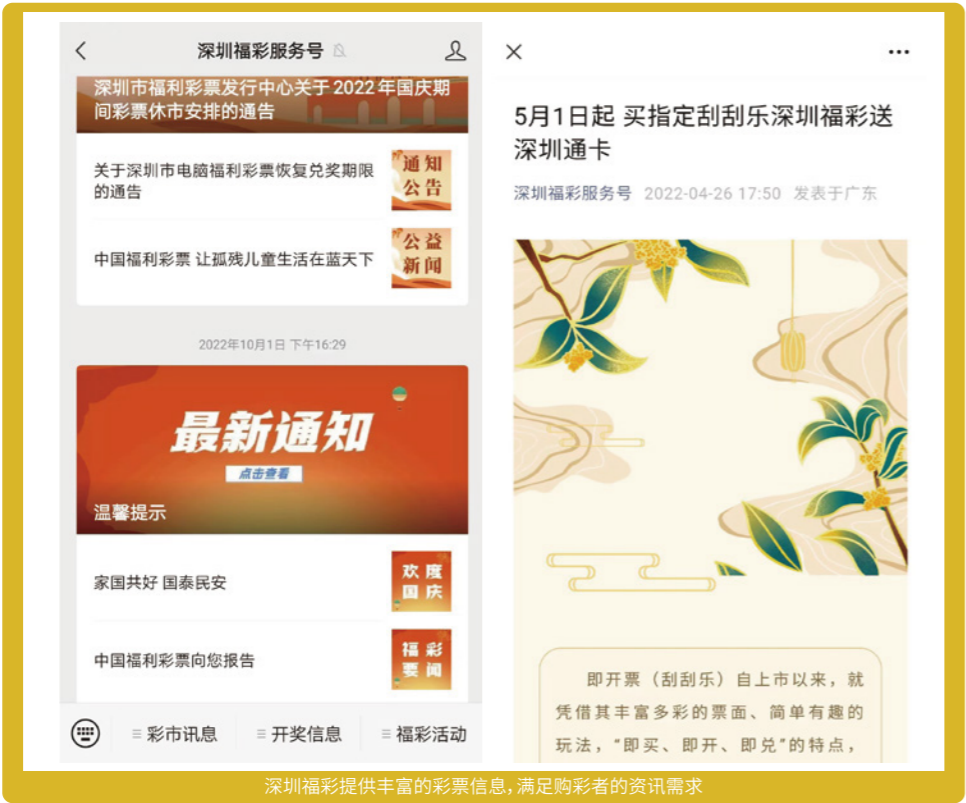 深圳福彩服务号
深圳市福利彩票发行中心关于2022年国庆期
间彩票休市安排的通告
关于深圳市电脑福利彩票恢复兑奖期限
的通告
通知
公告
中国福利彩票 让孤残儿童生活在蓝天下
公益
新闻
2022年10月1日 下午16:29
最新通知
点击查看
温馨提示
家国共好 国泰民安
欢度
国庆
中国福利彩票向您报告
福彩
要闻
彩市讯息
开奖信息
福彩活动
5月1日起 买指定刮刮乐深圳福彩送
深圳通卡
深圳福彩服务号 2022-04-26 17:50 发表于广东
即开票（刮刮乐）自上市以来，就
凭借其丰富多彩的票面、简单有趣的
玩法，“即买、即开、即兑”的特点，
深圳福彩提供丰富的彩票信息，满足购彩者的资讯需求